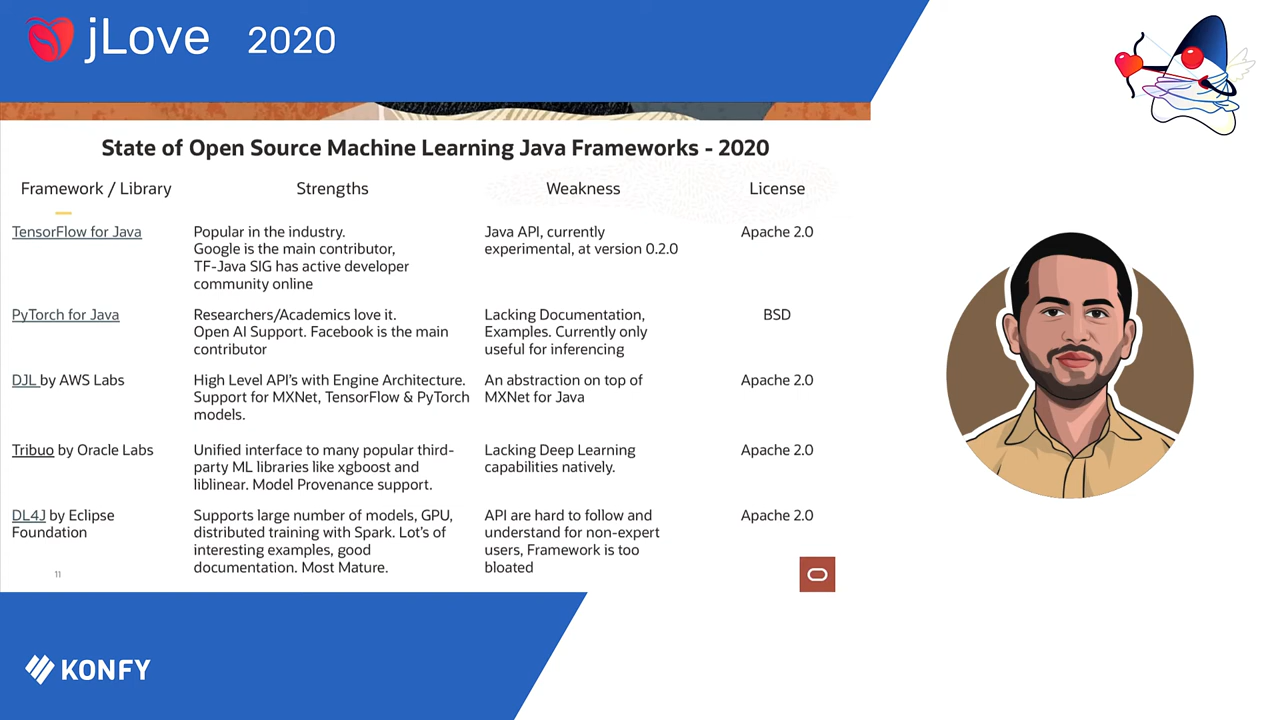 jLove 2020
State of Open Source Machine Learning Java Frameworks - 2020
Framework / Library Strengths Weakness License
TensorFlow for Java
Popular in the industry.
Google is the main contributor,
TF-Java SIG has active developer
community online
Java API, currently
experimental, at version 0.2.0
Apache 2.0
PyTorch for Java
Researchers/Academics love it.
Open AI Support. Facebook is the main
contributor
Lacking Documentation,
Examples. Currently only
useful for inferencing
BSD
DJL by AWS Labs
High Level API's with Engine Architecture.
Support for MXNet, TensorFlow & PyTorch
models.
An abstraction on top of
MXNet for Java
Apache 2.0
Tribuo by Oracle Labs
Unified interface to many popular third-
party ML libraries like xgboost and
liblinear. Model Provenance support.
Lacking Deep Learning
capabilities natively.
Apache 2.0
DL4J by Eclipse
Foundation
Supports large number of models, GPU,
distributed training with Spark. Lot's of
interesting examples, good
documentation. Most Mature.
API are hard to follow and
understand for non-expert
users, Framework is too
bloated
Apache 2.0
11
KONFY